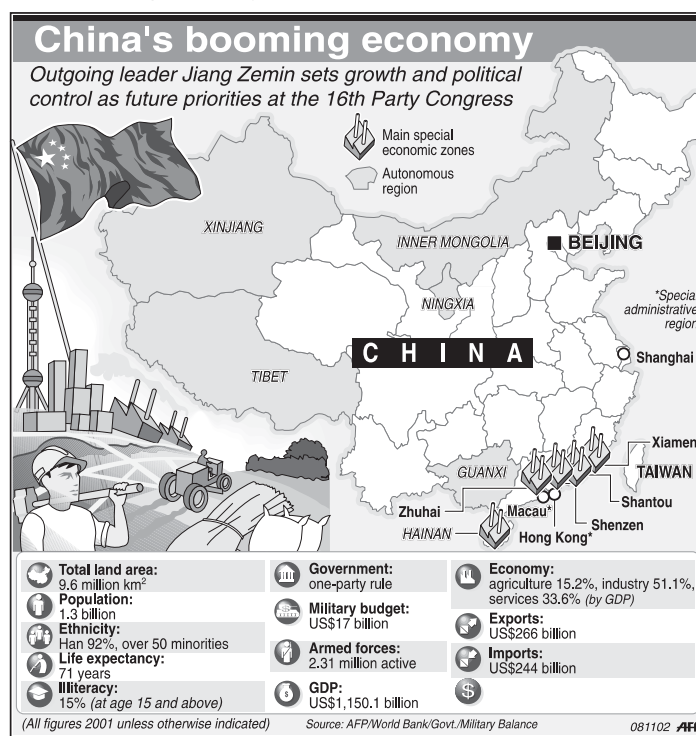 China's booming economy
Outgoing leader Jiang Zemin sets growth and political
control as future priorities at the 16th Party Congress
Main special
economic zones
Autonomous
region
XINJIANG
INNER MONGOLIA
BEIJING
NINGXIA
*Special
administrative
region
CHINA
Shanghai
TIBET
Xiamen
GUANXI
TAIWAN
Zhuhai
Macau*
Shantou
HAINAN
Shenzen
Hong Kong*
Total land area:
9.6 million km²
Population:
1.3 billion
Ethnicity:
Han 92%, over 50 minorities
Life expectancy:
71 years
Illiteracy:
15% (at age 15 and above)
Government:
one-party rule
Military budget:
US$17 billion
Armed forces:
2.31 million active
$
GDP:
US$1,150.1 billion
Economy:
agriculture 15.2%, industry 51.1%,
services 33.6% (by GDP)
Exports:
US$266 billion
Imports:
US$244 billion
$
(All figures 2001 unless otherwise indicated)
Source: AFP/World Bank/Govt./Military Balance
081102 AFP